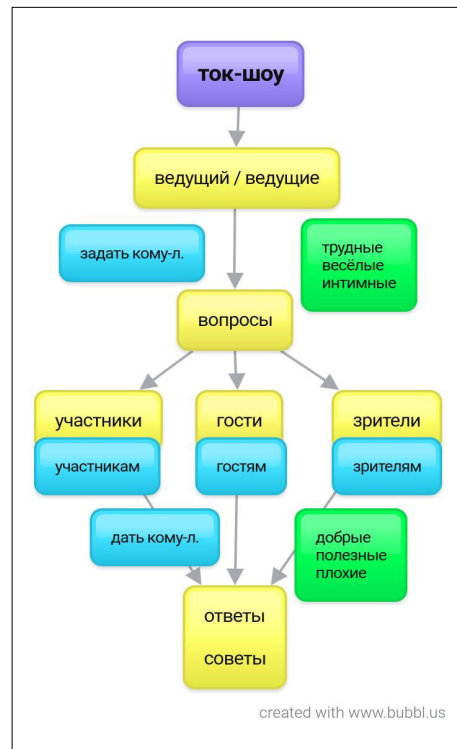 ток-шоу
ведущий / ведущие
задать кому-л.
трудные
весёлые
интимные
вопросы
участники
гости
зрители
участникам
гостям
зрителям
дать кому-л.
добрые
полезные
плохие
ответы
советы
created with www.bubbl.us